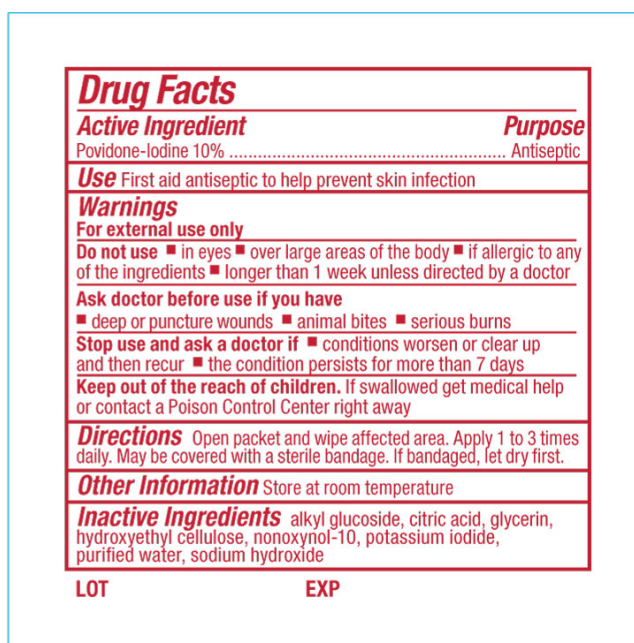 Drug Facts
Active Ingredient Purpose
Povidone-Iodine 10% .......................................................... Antiseptic
Use First aid antiseptic to help prevent skin infection
Warnings
For external use only
Do not use ■ in eyes ■ over large areas of the body ■ if allergic to any
of the ingredients ■ longer than 1 week unless directed by a doctor
Ask doctor before use if you have
■ deep or puncture wounds ■ animal bites ■ serious burns
Stop use and ask a doctor if ■ conditions worsen or clear up
and then recur ■ the condition persists for more than 7 days
Keep out of the reach of children. If swallowed get medical help
or contact a Poison Control Center right away
Directions Open packet and wipe affected area. Apply 1 to 3 times
daily. May be covered with a sterile bandage. If bandaged, let dry first.
Other Information Store at room temperature
Inactive Ingredients alkyl glucoside, citric acid, glycerin,
hydroxyethyl cellulose, nonoxynol-10, potassium iodide,
purified water, sodium hydroxide
LOT EXP